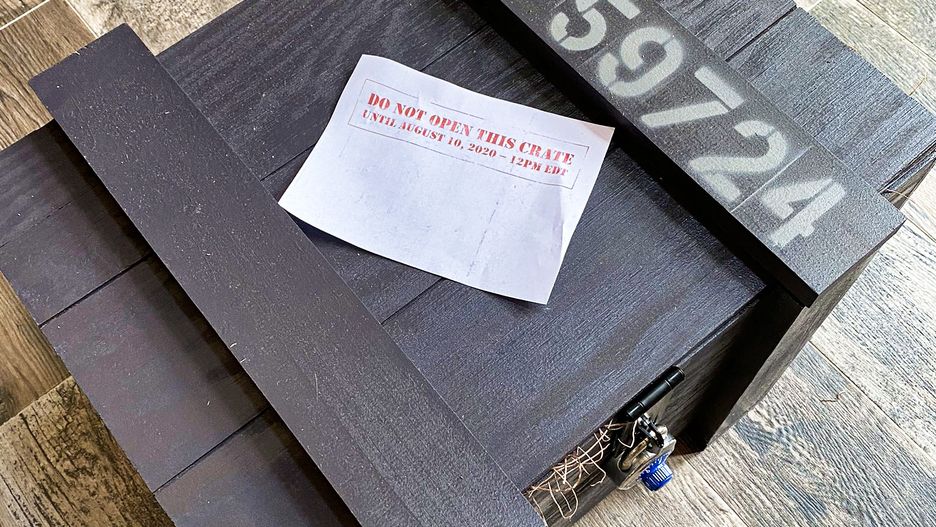 DO NOT OPEN THIS CRATE
UNTIL AUGUST 10, 2020 – 12PM EDT
59724